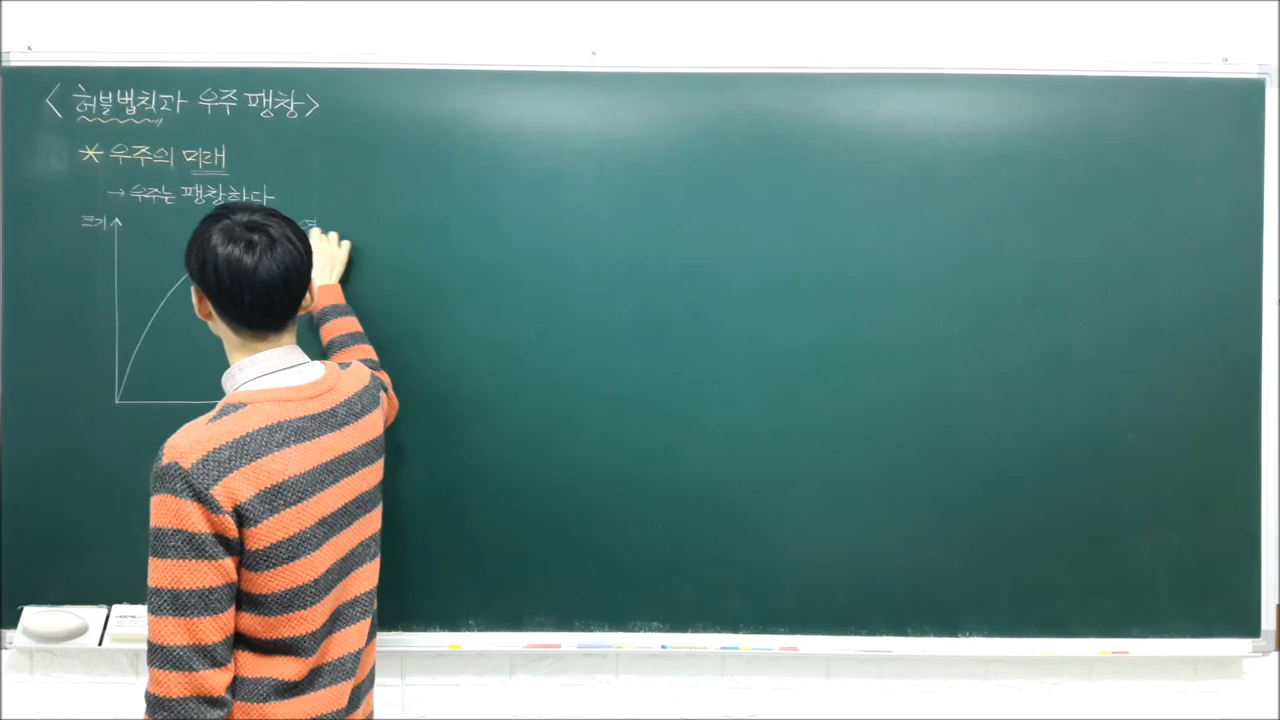 <허블법칙과 우주 팽창>
* 우주의 미래
→ 우주는 팽창하다
크기
여